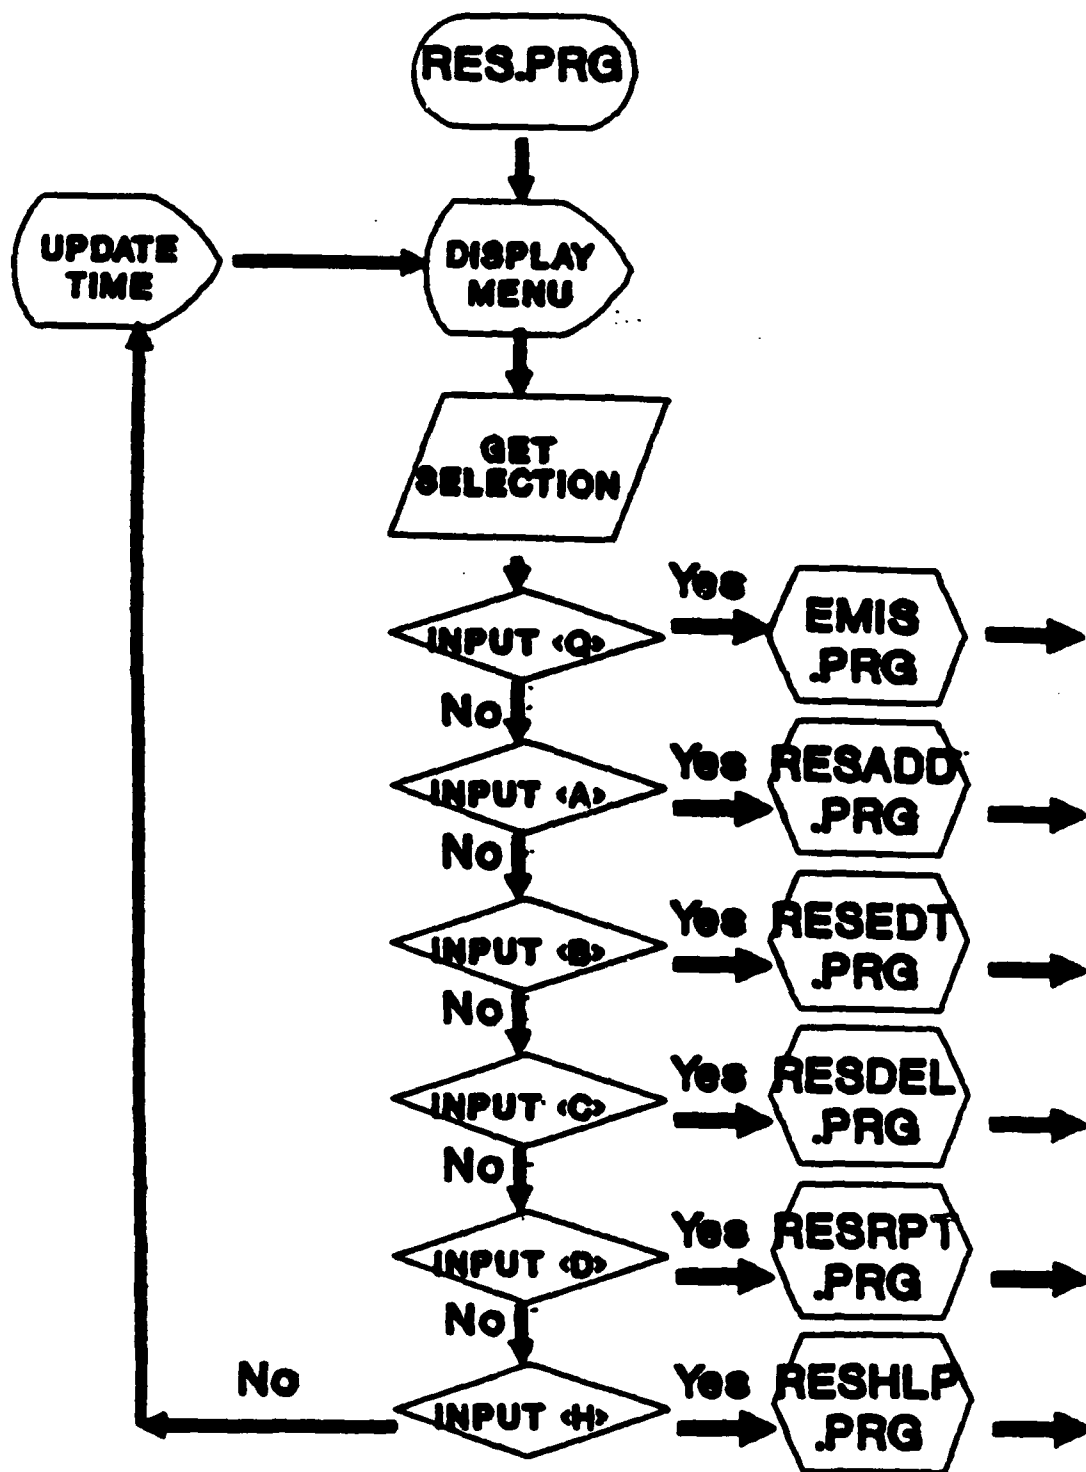 RES.PRG
UPDATE
TIME
DISPLAY
MENU
GET
SELECTION
INPUT <Q>
Yes
EMIS
.PRG
No
INPUT <A>
Yes
RESADD
.PRG
No
INPUT <B>
Yes
RESEDT
.PRG
No
INPUT <C>
Yes
RESDEL
.PRG
No
INPUT <D>
Yes
RESRPT
.PRG
No
INPUT <H>
Yes
RESHLP
.PRG
No